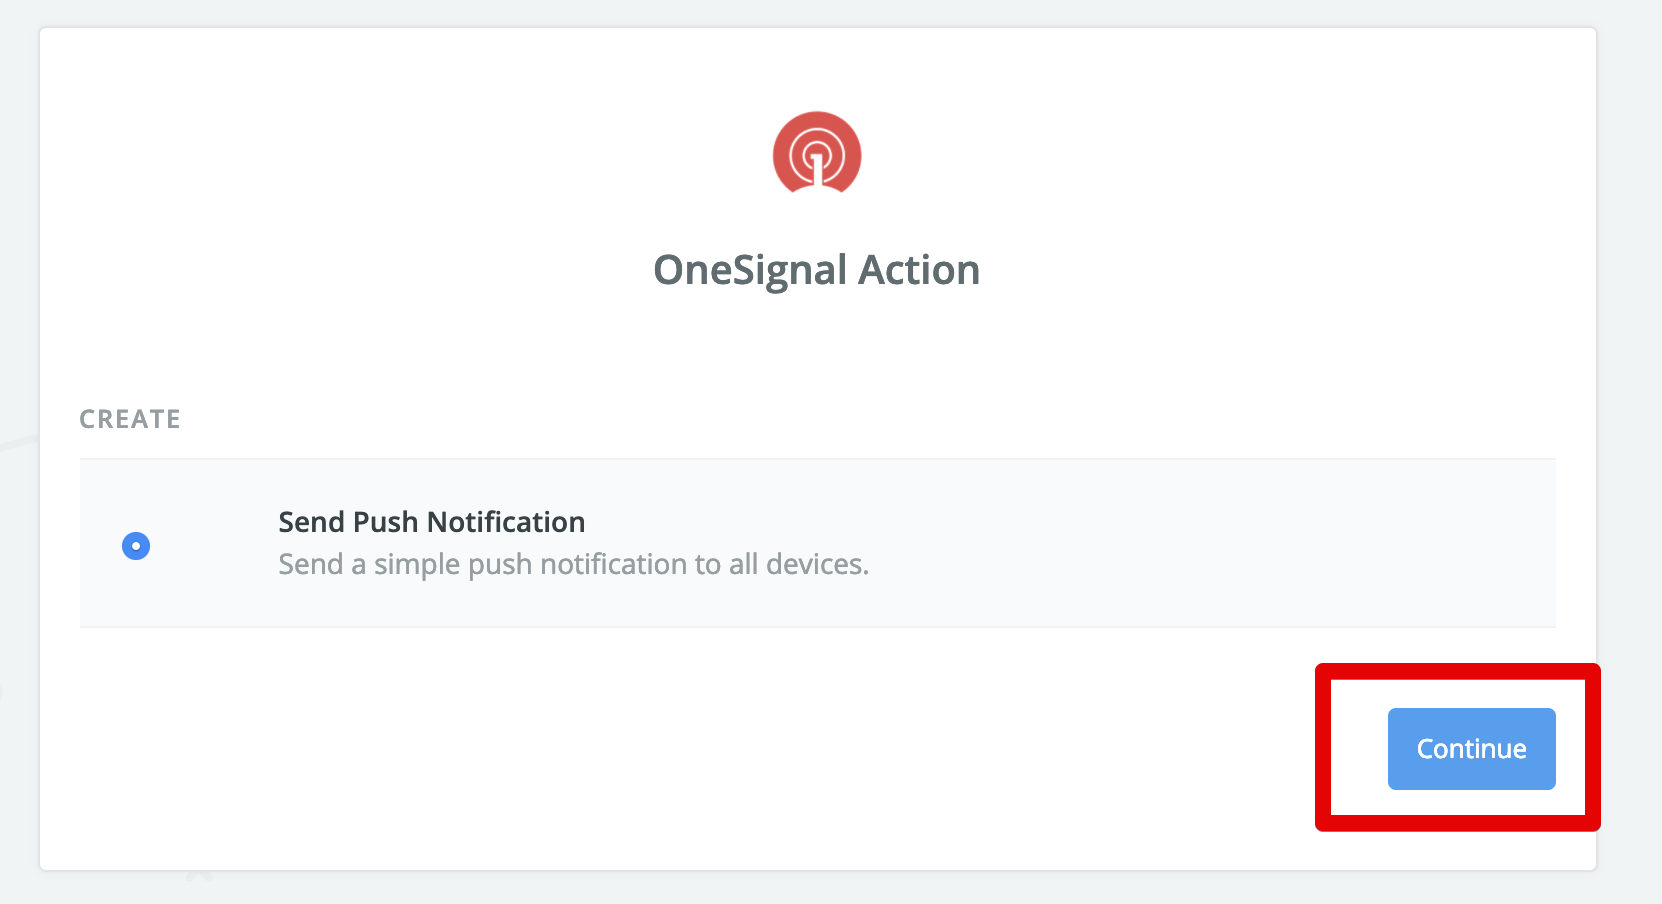 OneSignal Action
CREATE
Send Push Notification
Send a simple push notification to all devices.
Continue